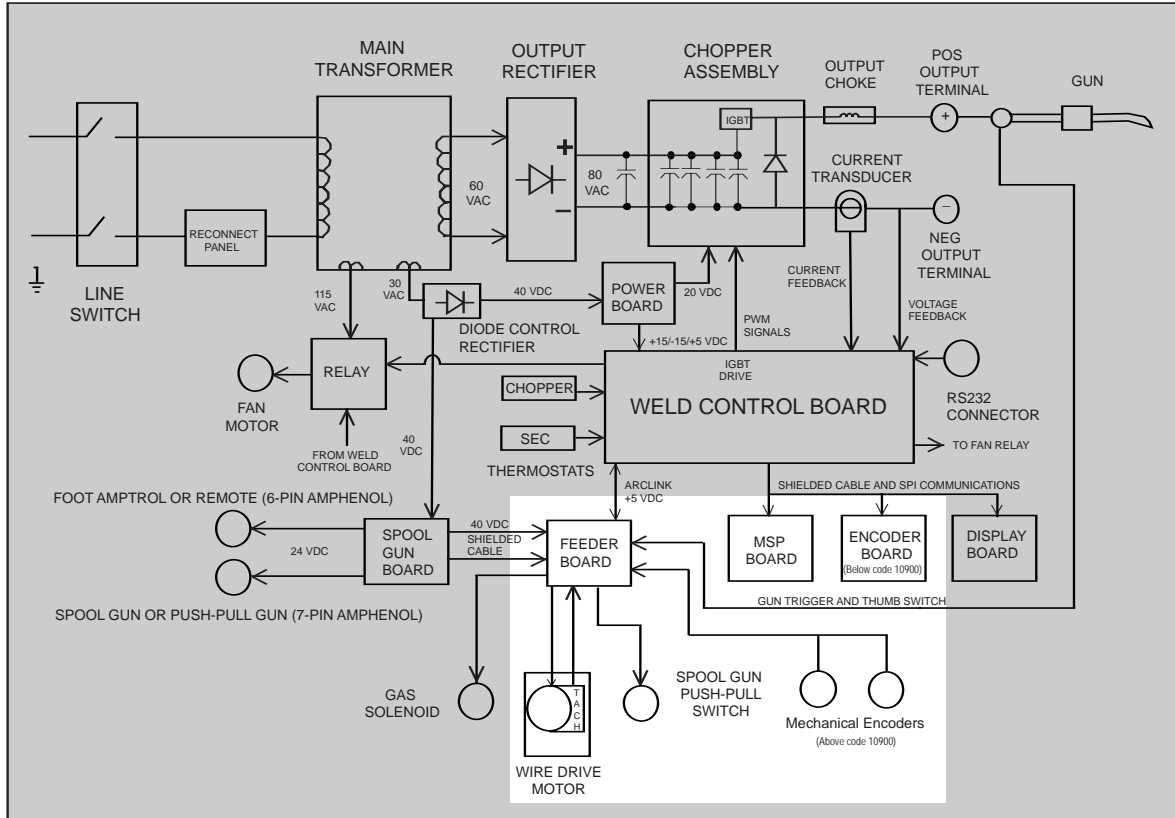 MAIN
TRANSFORMER
OUTPUT
RECTIFIER
CHOPPER
ASSEMBLY
OUTPUT
CHOKE
POS
OUTPUT
TERMINAL
GUN
IGBT
+
+
−
60
VAC
80
VAC
CURRENT
TRANSDUCER
−
NEG
OUTPUT
TERMINAL
RECONNECT
PANEL
LINE
SWITCH
115
VAC
30
VAC
40 VDC
POWER
BOARD
20 VDC
CURRENT
FEEDBACK
VOLTAGE
FEEDBACK
PWM
SIGNALS
DIODE CONTROL
RECTIFIER
+15/-15/+5 VDC
RELAY
FAN
MOTOR
FROM WELD
CONTROL BOARD
40
VDC
CHOPPER
SEC
THERMOSTATS
IGBT
DRIVE
WELD CONTROL BOARD
RS232
CONNECTOR
TO FAN RELAY
ARCLINK
+5 VDC
SHIELDED CABLE AND SPI COMMUNICATIONS
FOOT AMPTROL OR REMOTE (6-PIN AMPHENOL)
24 VDC
SPOOL GUN OR PUSH-PULL GUN (7-PIN AMPHENOL)
SPOOL
GUN
BOARD
40 VDC
SHIELDED
CABLE
FEEDER
BOARD
MSP
BOARD
ENCODER
BOARD
(Below code 10900)
DISPLAY
BOARD
GUN TRIGGER AND THUMB SWITCH
GAS
SOLENOID
TACH
WIRE DRIVE
MOTOR
SPOOL GUN
PUSH-PULL
SWITCH
Mechanical Encoders
(Above code 10900)